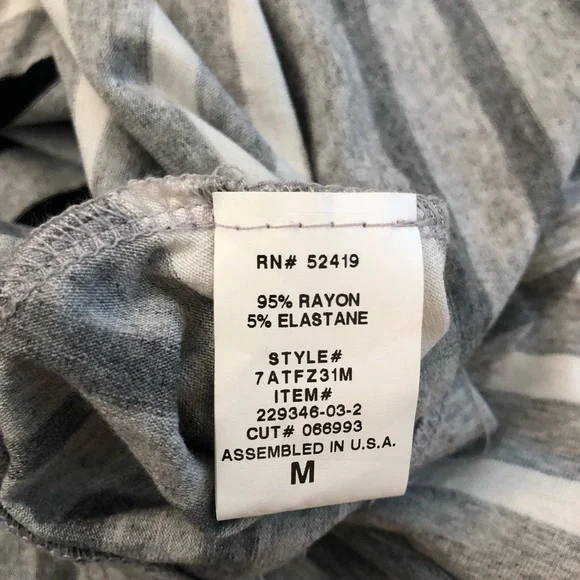 RN# 52419
95% RAYON
5% ELASTANE
STYLE#
7ATFZ31M
ITEM#
229346-03-2
CUT# 066993
ASSEMBLED IN U.S.A.
M